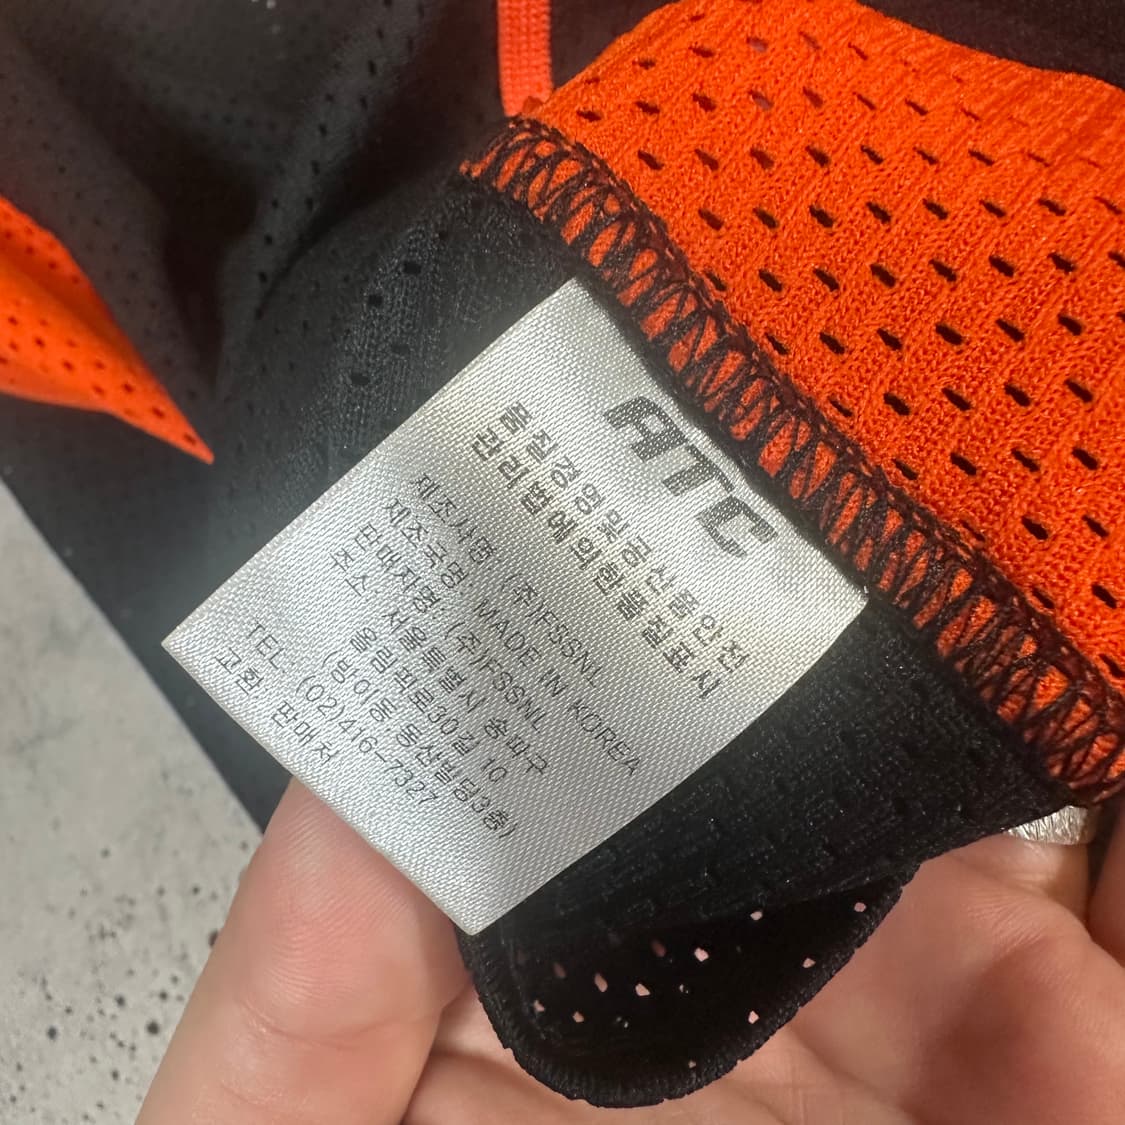 ATC
품질경영및공산품안전
관리법에의한품질표시
제조사명 : (주)FSSNL
제조국명 : MADE IN KOREA
판매자명: (주)FSSNL
주소 : 서울특별시 송파구
올림픽로30길 10
(방이동,동신빌딩3층)
TEL : (02)416-7327
교환 : 판매처